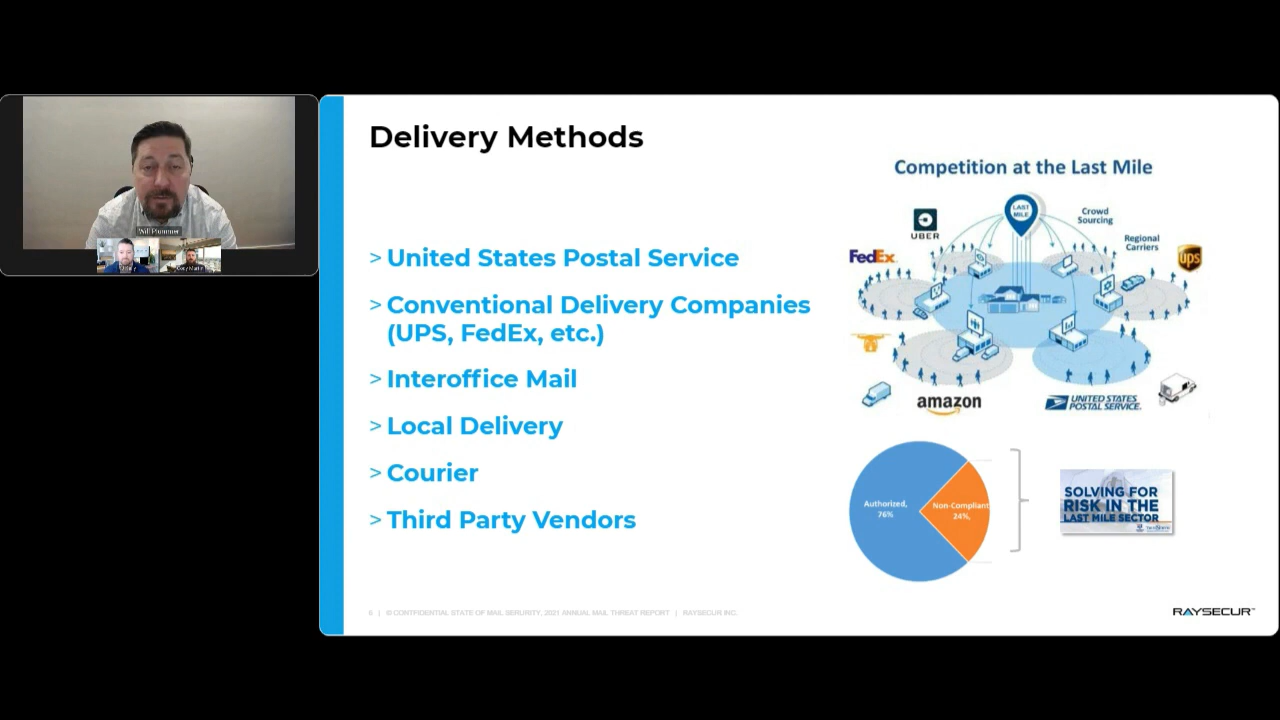 Delivery Methods
> United States Postal Service
> Conventional Delivery Companies
(UPS, FedEx, etc.)
> Interoffice Mail
> Local Delivery
> Courier
> Third Party Vendors
Competition at the Last Mile
LAST
MILE
UBER
Crowd
Sourcing
Regional
Carriers
FedEx
ups
amazon
UNITED STATES
POSTAL SERVICE.
Authorized,
76%
Non-Compliant
24%,
SOLVING FOR
RISK IN THE
LAST MILE SECTOR
Will Plummer
6 | © CONTFIDENTIAL STATE OF MAIL SERURITY. 2021 ANNUAL MAIL THREAT REPORT | RAYSECUR INC.
RAYSECUR